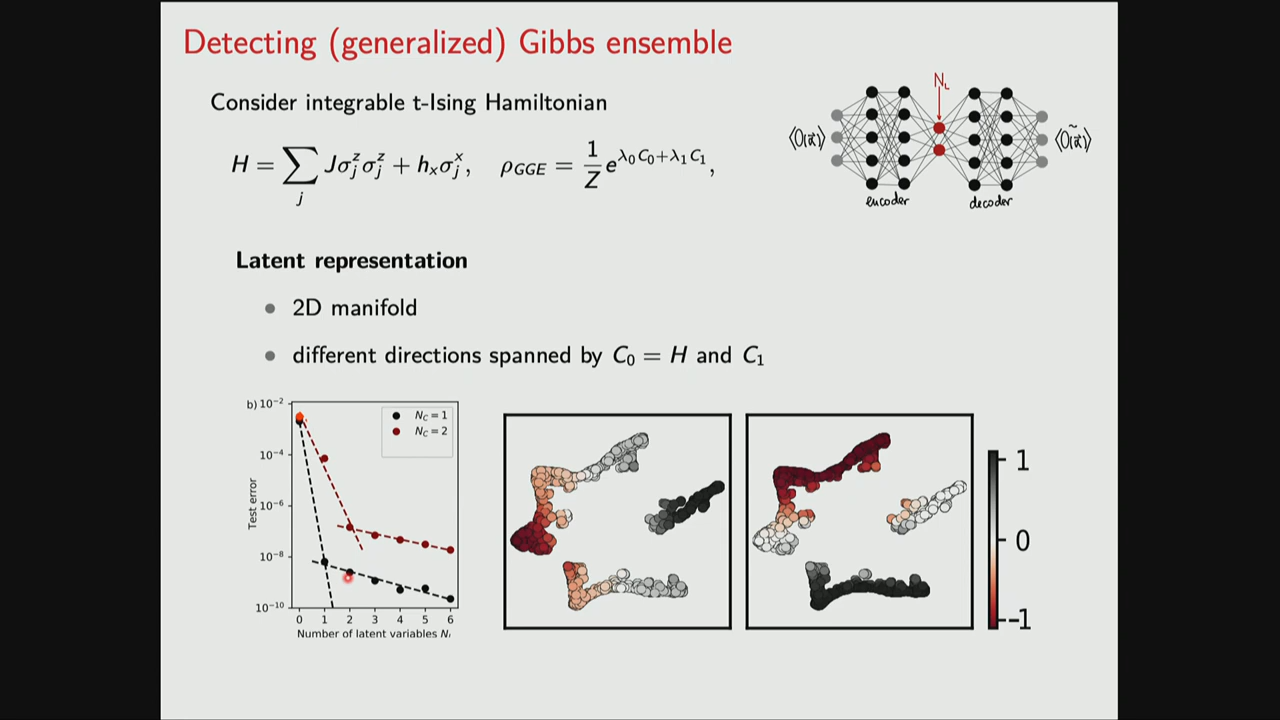 Detecting (generalized) Gibbs ensemble
Consider integrable t-Ising Hamiltonian
H = ∑_j Jσ_j^z σ_j^z + h_x σ_j^x, ρ_GGE = 1/Z e^{λ_0 C_0+λ_1 C_1},
N_L
⟨O(α⃗)⟩
⟨Õ(α⃗)⟩
encoder
decoder
Latent representation
2D manifold
different directions spanned by C_0 = H and C_1
b)
10^−2
10^−4
10^−6
10^−8
10^−10
Test error
N_C = 1
N_C = 2
0 1 2 3 4 5 6
Number of latent variables N_l
1
0
−1